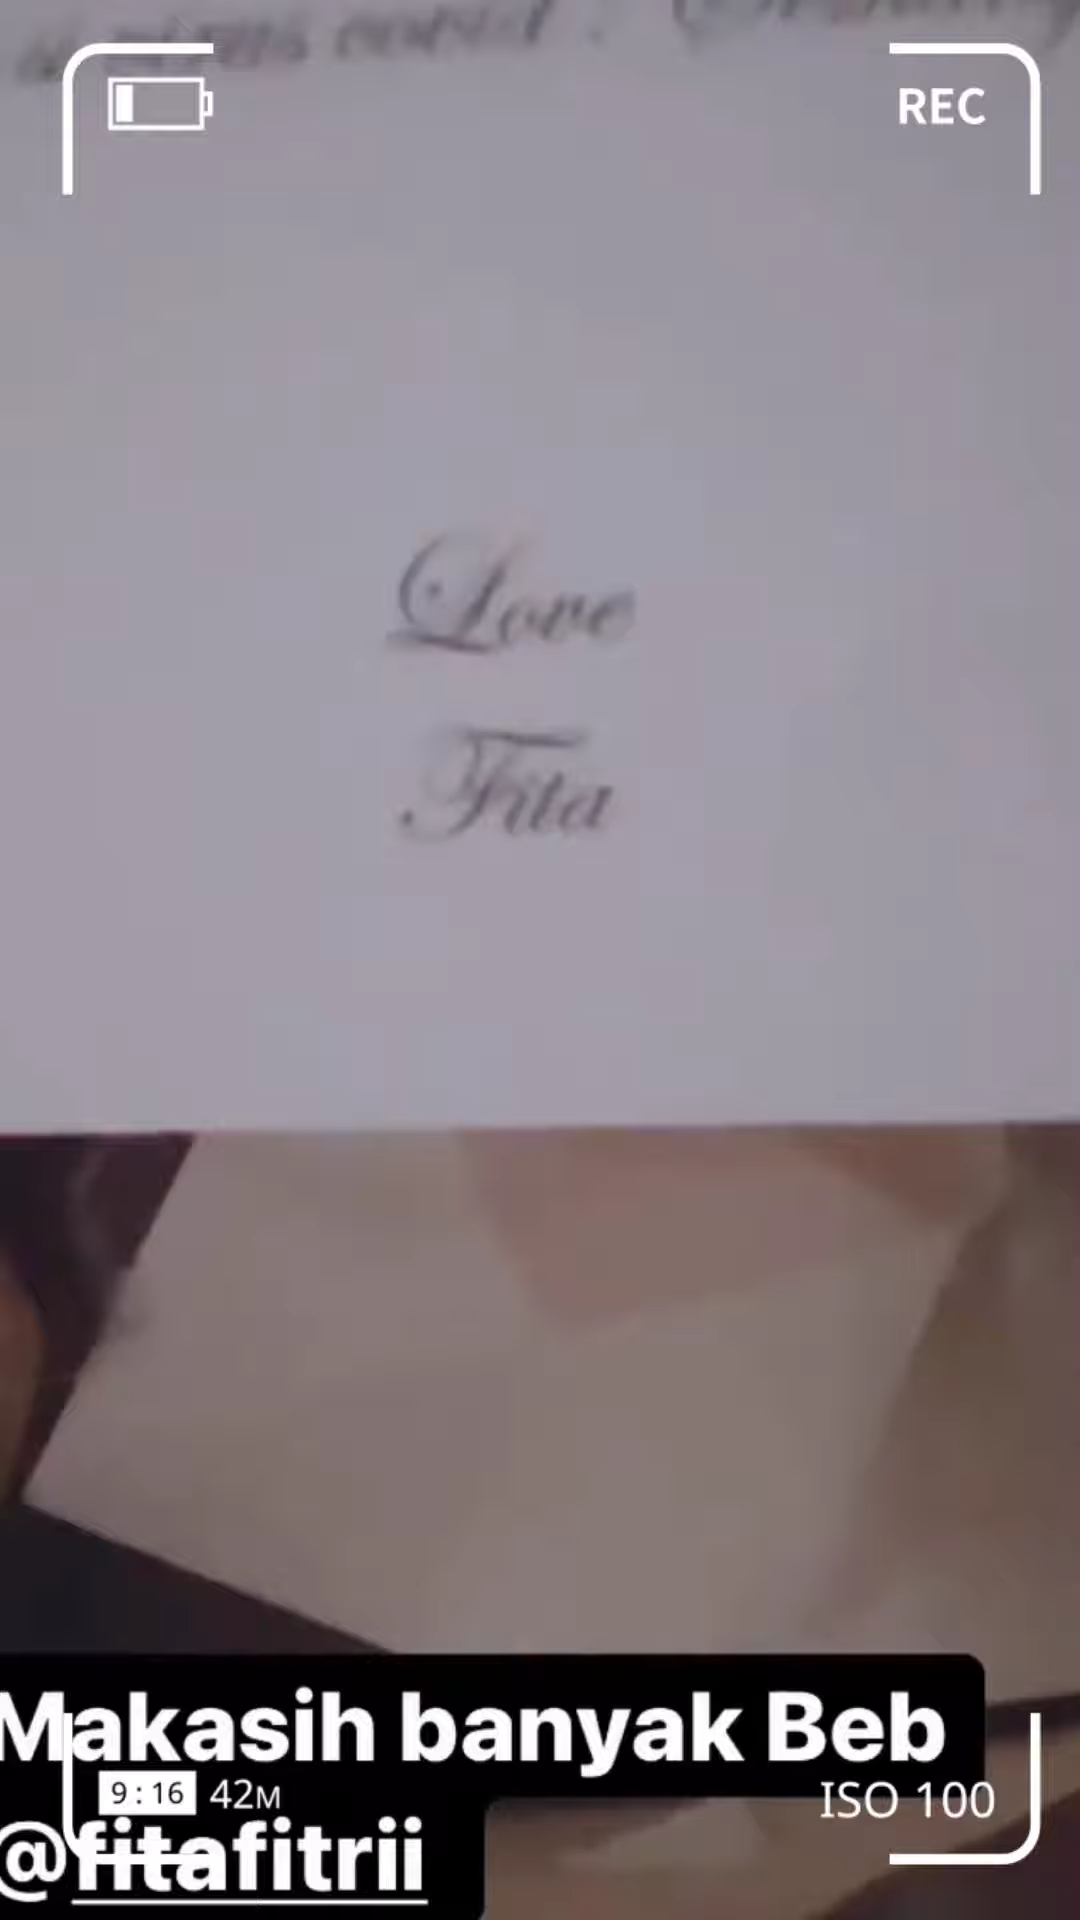 REC
Love
Fita
Makasih banyak Beb
9:16 42M
ISO 100
@fitafitrii